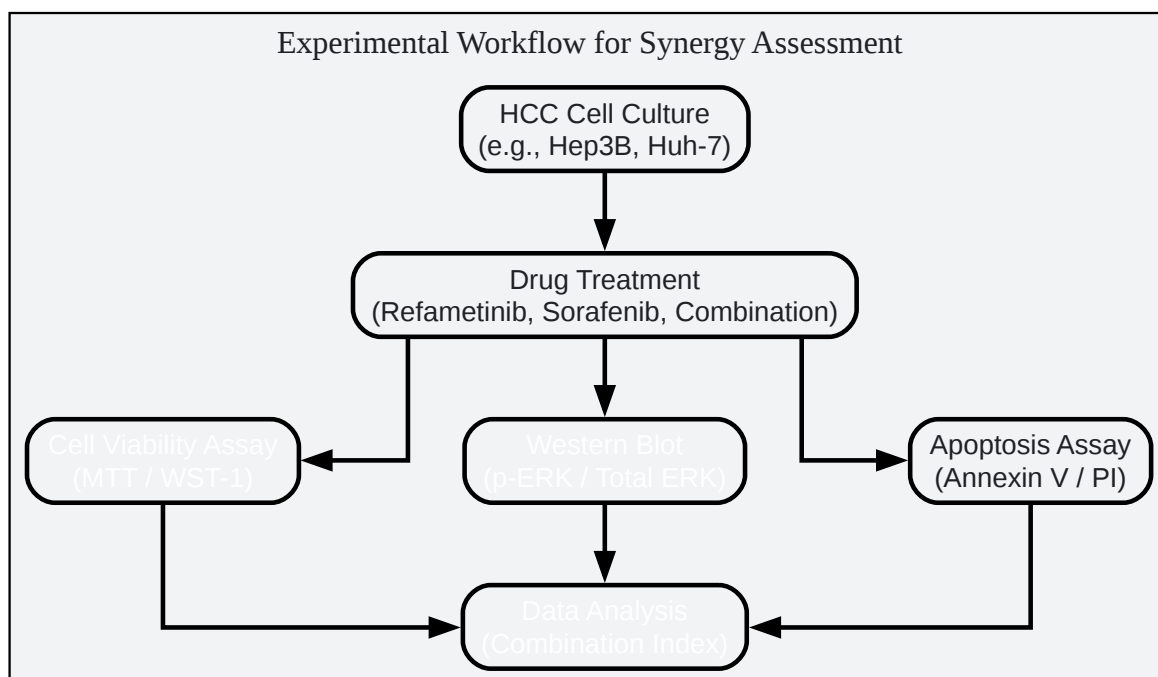 Experimental Workflow for Synergy Assessment
HCC Cell Culture
(e.g., Hep3B, Huh-7)
Drug Treatment
(Refametinib, Sorafenib, Combination)
Cell Viability Assay
(MTT / WST-1)
Western Blot
(p-ERK / Total ERK)
Apoptosis Assay
(Annexin V / PI)
Data Analysis
(Combination Index)